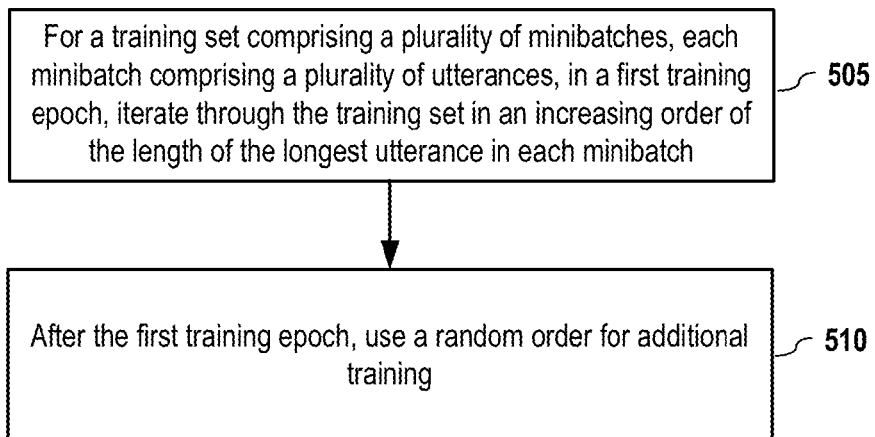 For a training set comprising a plurality of minibatches, each
minibatch comprising a plurality of utterances, in a first training
epoch, iterate through the training set in an increasing order of
the length of the longest utterance in each minibatch
505
After the first training epoch, use a random order for additional
training
510